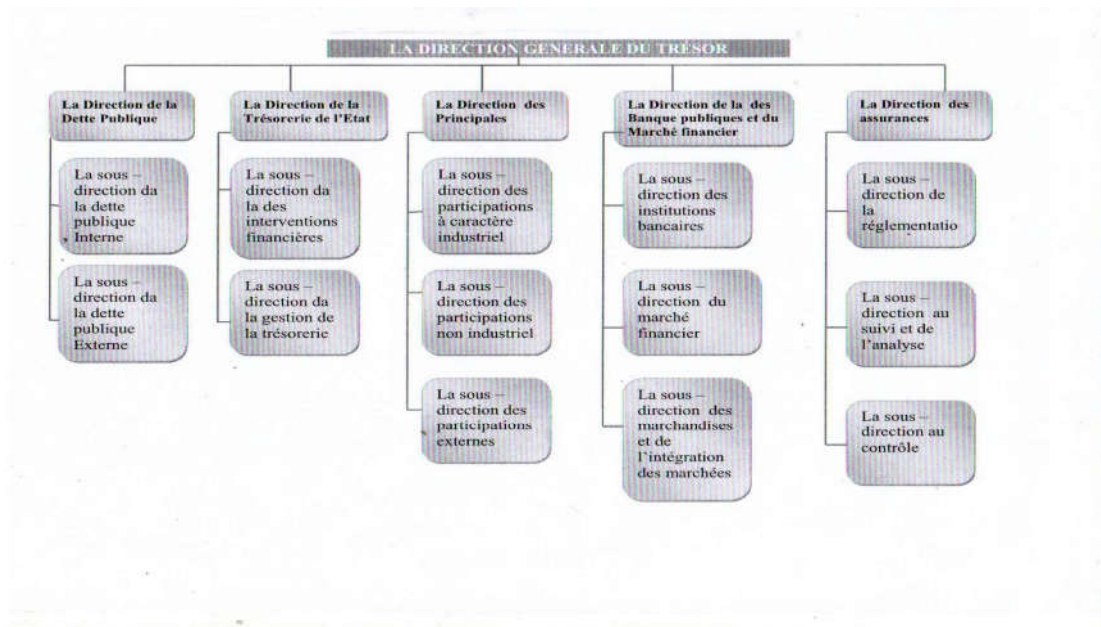 LA DIRECTION GENERALE DU TRÉSOR
La Direction de la
Dette Publique
La sous –
direction da
la dette
publique
Interne
La sous –
direction da
la dette
publique
Externe
La Direction de la
Trésorerie de l’Etat
La sous –
direction da
la des
interventions
financières
La sous –
direction da
la gestion de
la trésorerie
La Direction des
Principales
La sous –
direction des
participations
à caractère
industriel
La sous –
direction des
participations
non industriel
La sous –
direction des
participations
externes
La Direction de la des
Banque publiques et du
Marché financier
La sous –
direction des
institutions
bancaires
La sous –
direction du
marché
financier
La sous –
direction des
marchandises
et de
l’intégration
des marchées
La Direction des
assurances
La sous –
direction de
la
réglementatio
La sous –
direction au
suivi et de
l’analyse
La sous –
direction au
contrôle